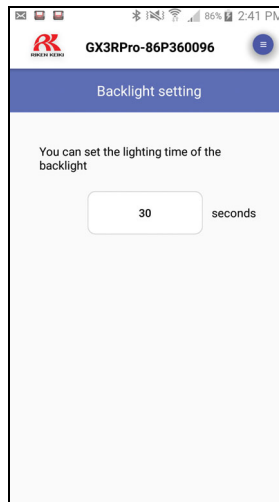 86% 2:41 PM
RIKEN KEIKI
GX3RPro-86P360096
Backlight setting
You can set the lighting time of the
backlight
30 seconds